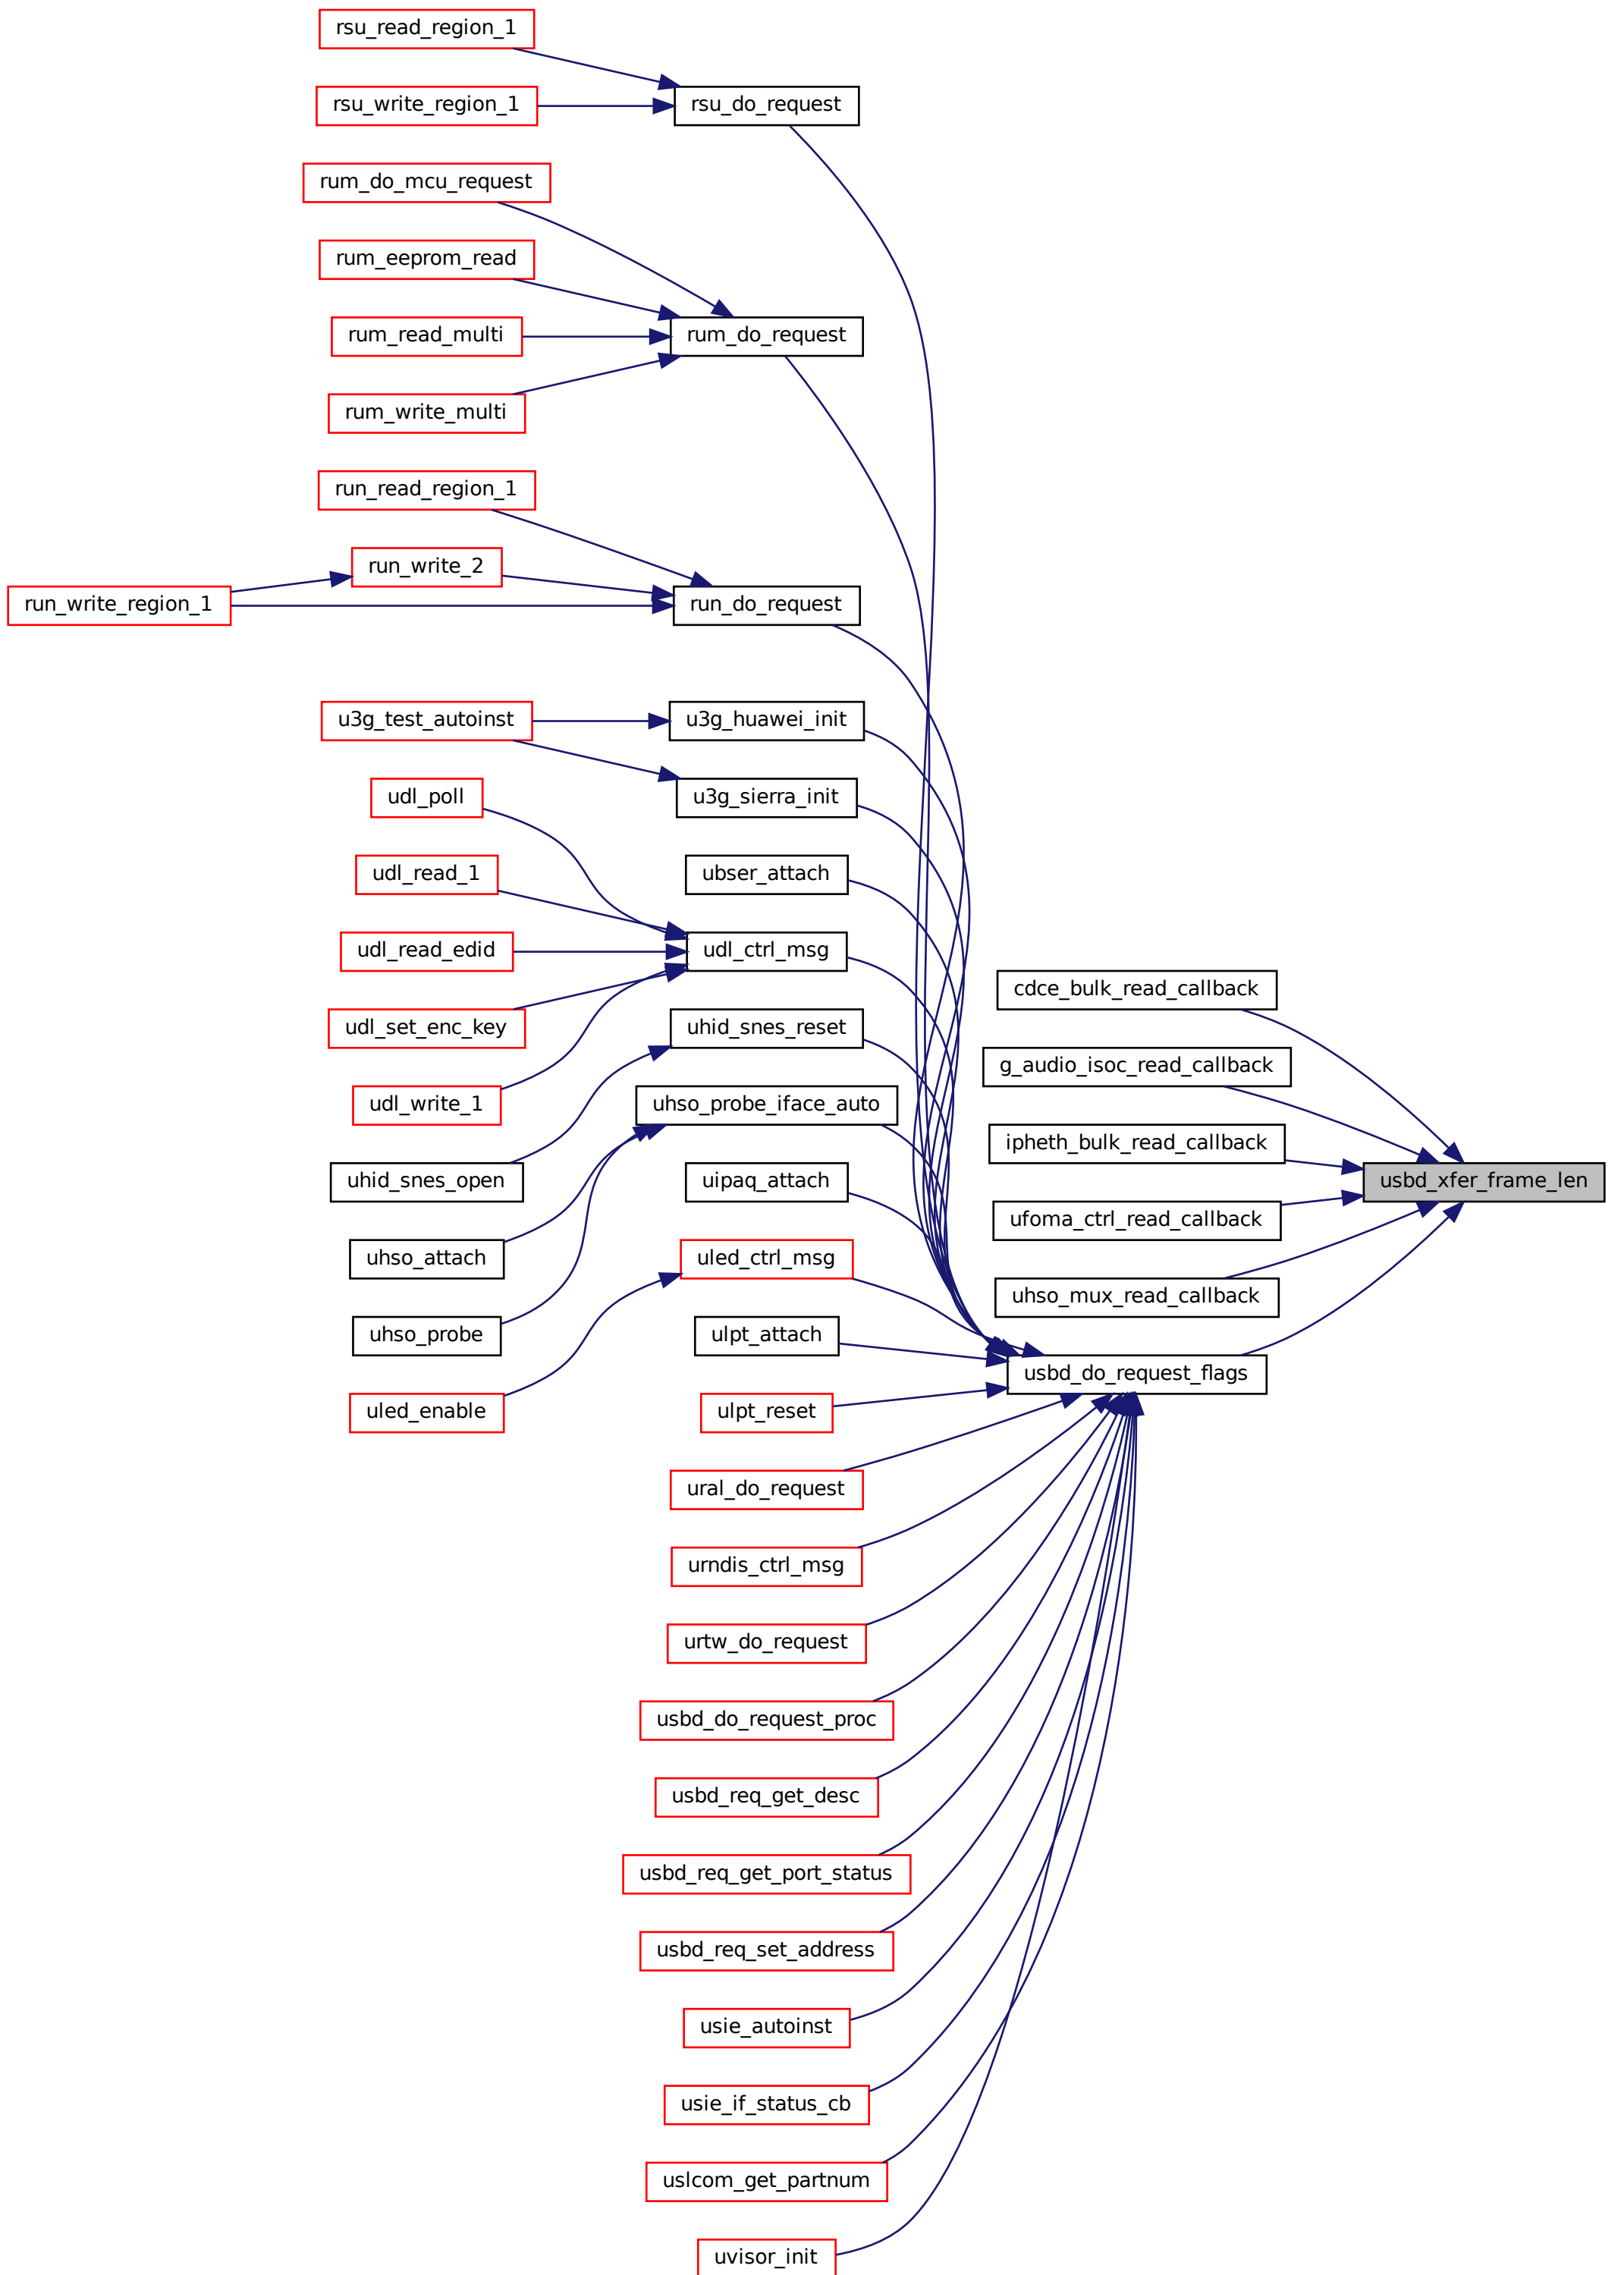 rsu_read_region_1
rsu_write_region_1
rsu_do_request
rum_do_mcu_request
rum_eeprom_read
rum_read_multi
rum_do_request
rum_write_multi
run_read_region_1
run_write_2
run_write_region_1
run_do_request
u3g_test_autoinst
u3g_huawei_init
udl_poll
u3g_sierra_init
udl_read_1
ubser_attach
udl_read_edid
udl_ctrl_msg
cdce_bulk_read_callback
udl_set_enc_key
uhid_snes_reset
g_audio_isoc_read_callback
udl_write_1
uhso_probe_iface_auto
ipheth_bulk_read_callback
uhid_snes_open
uipaq_attach
usbd_xfer_frame_len
ufoma_ctrl_read_callback
uhso_attach
uled_ctrl_msg
uhso_mux_read_callback
uhso_probe
ulpt_attach
usbd_do_request_flags
uled_enable
ulpt_reset
ural_do_request
urndis_ctrl_msg
urtw_do_request
usbd_do_request_proc
usbd_req_get_desc
usbd_req_get_port_status
usbd_req_set_address
usie_autoinst
usie_if_status_cb
uslcom_get_partnum
uvisor_init